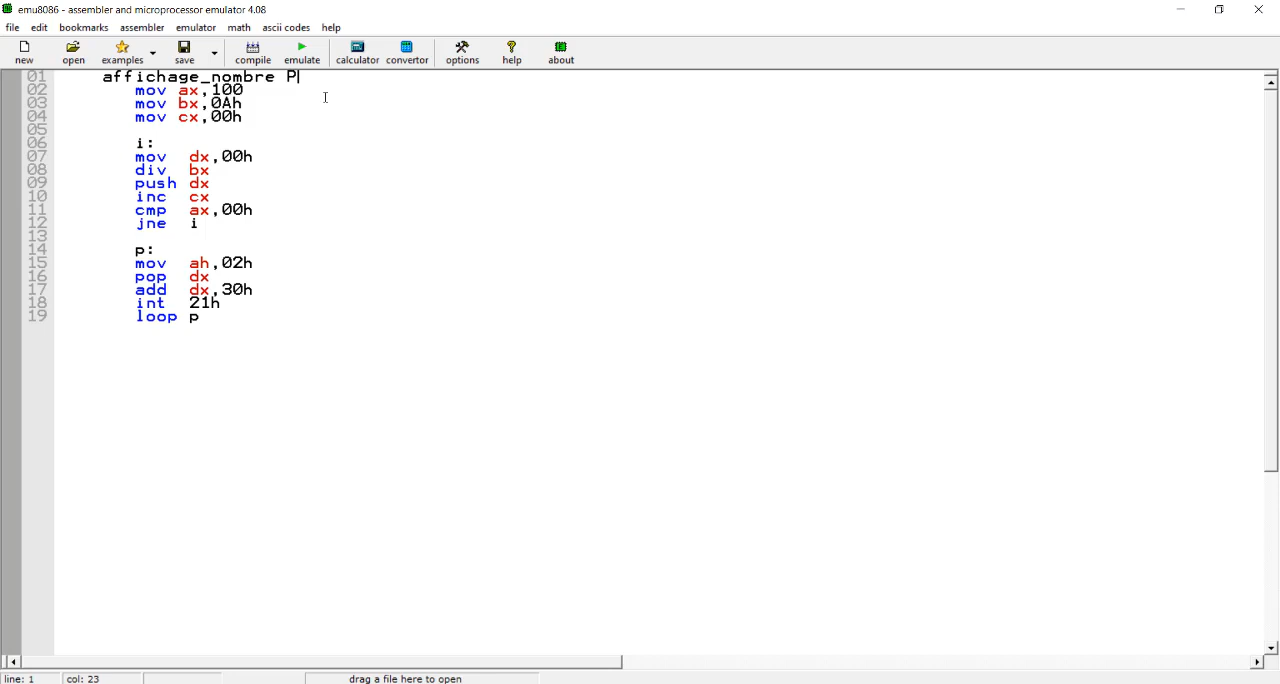 emu8086 - assembler and microprocessor emulator 4.08
file edit bookmarks assembler emulator math ascii codes help
new open examples save compile emulate calculator convertor options help about
01 affichage_nombre P
02 mov ax,100
03 mov bx,0Ah
04 mov cx,00h
05
06 i:
07 mov dx,00h
08 div bx
09 push dx
10 inc cx
11 cmp ax,00h
12 jne i
13
14 p:
15 mov ah,02h
16 pop dx
17 add dx,30h
18 int 21h
19 loop p
line: 1 col: 23 drag a file here to open